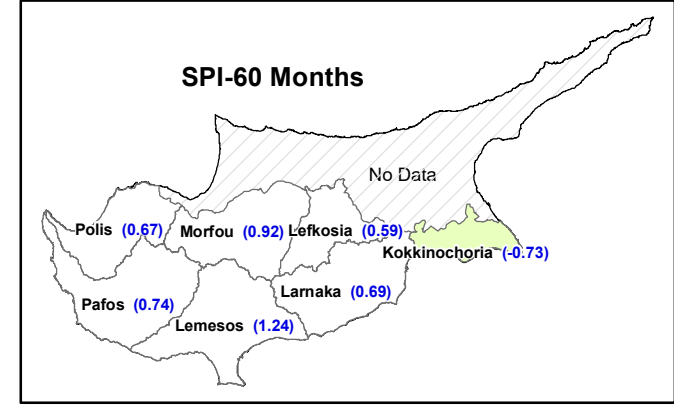 SPI-60 Months
No Data
Polis (0.67)
Morfou (0.92)
Lefkosia (0.59)
Kokkinochoria (-0.73)
Pafos (0.74)
Larnaka (0.69)
Lemesos (1.24)